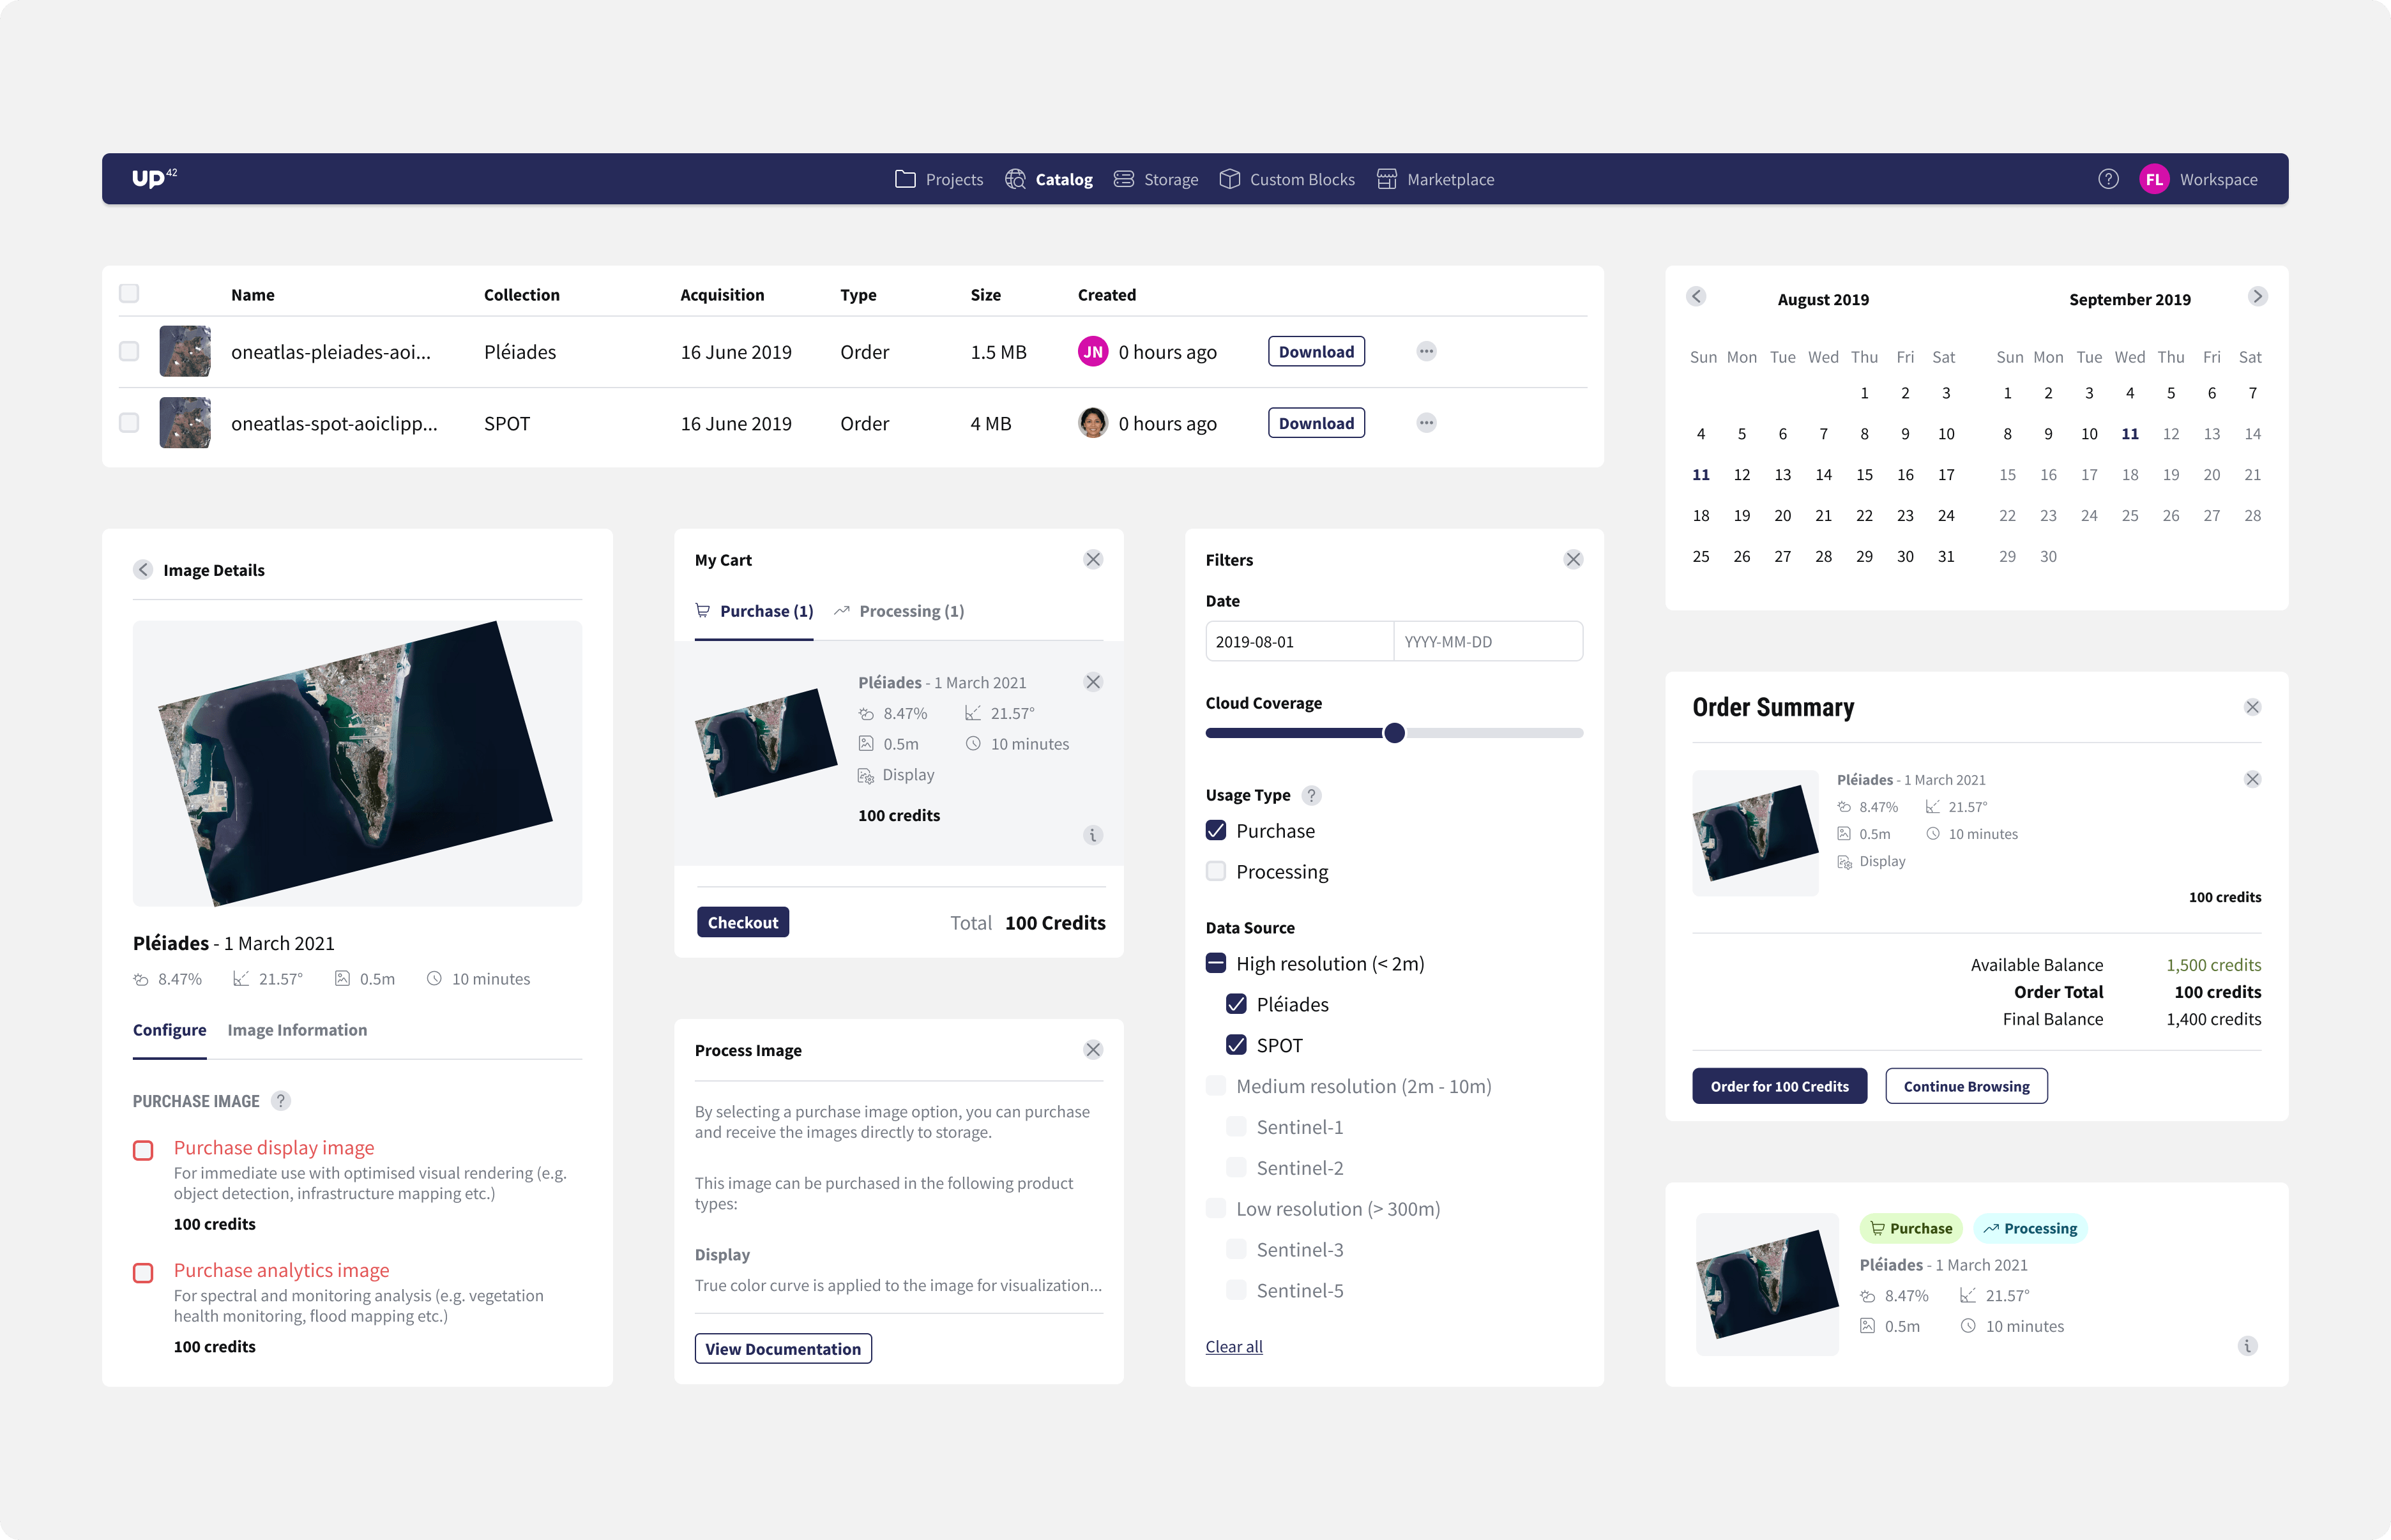 UP42
Projects
Catalog
Storage
Custom Blocks
Marketplace
?
FL
Workspace
Name Collection Acquisition Type Size Created
oneatlas-pleiades-aoi... Pléiades 16 June 2019 Order 1.5 MB JN 0 hours ago Download
oneatlas-spot-aoiclipp... SPOT 16 June 2019 Order 4 MB 0 hours ago Download
August 2019
Sun Mon Tue Wed Thu Fri Sat
1 2 3
4 5 6 7 8 9 10
11 12 13 14 15 16 17
18 19 20 21 22 23 24
25 26 27 28 29 30 31
September 2019
Sun Mon Tue Wed Thu Fri Sat
1 2 3 4 5 6 7
8 9 10 11 12 13 14
15 16 17 18 19 20 21
22 23 24 25 26 27 28
29 30
Image Details
Pléiades - 1 March 2021
8.47% 21.57° 0.5m 10 minutes
Configure Image Information
PURCHASE IMAGE ?
Purchase display image
For immediate use with optimised visual rendering (e.g.
object detection, infrastructure mapping etc.)
100 credits
Purchase analytics image
For spectral and monitoring analysis (e.g. vegetation
health monitoring, flood mapping etc.)
100 credits
My Cart
Purchase (1) Processing (1)
Pléiades - 1 March 2021
8.47% 21.57°
0.5m 10 minutes
Display
100 credits
i
Checkout Total 100 Credits
Process Image
By selecting a purchase image option, you can purchase
and receive the images directly to storage.
This image can be purchased in the following product
types:
Display
True color curve is applied to the image for visualization...
View Documentation
Filters
Date
2019-08-01 YYYY-MM-DD
Cloud Coverage
Usage Type ?
Purchase
Processing
Data Source
High resolution (< 2m)
Pléiades
SPOT
Medium resolution (2m - 10m)
Sentinel-1
Sentinel-2
Low resolution (> 300m)
Sentinel-3
Sentinel-5
Clear all
Order Summary
Pléiades - 1 March 2021
8.47% 21.57°
0.5m 10 minutes
Display
100 credits
Available Balance 1,500 credits
Order Total 100 credits
Final Balance 1,400 credits
Order for 100 Credits Continue Browsing
Purchase Processing
Pléiades - 1 March 2021
8.47% 21.57°
0.5m 10 minutes
i